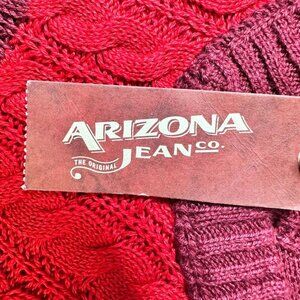 ARIZONA
THE ORIGINAL JEAN CO.